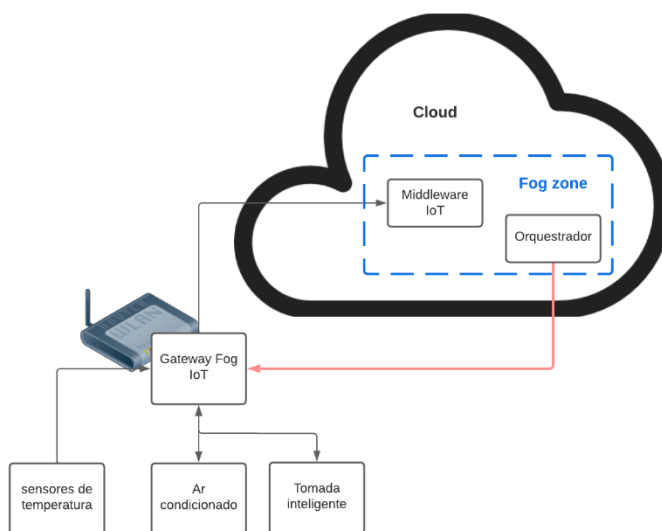 Cloud
Fog zone
Middleware
IoT
Orquestrador
WLAN
Gateway Fog
IoT
sensores de
temperatura
Ar
condicionado
Tomada
inteligente